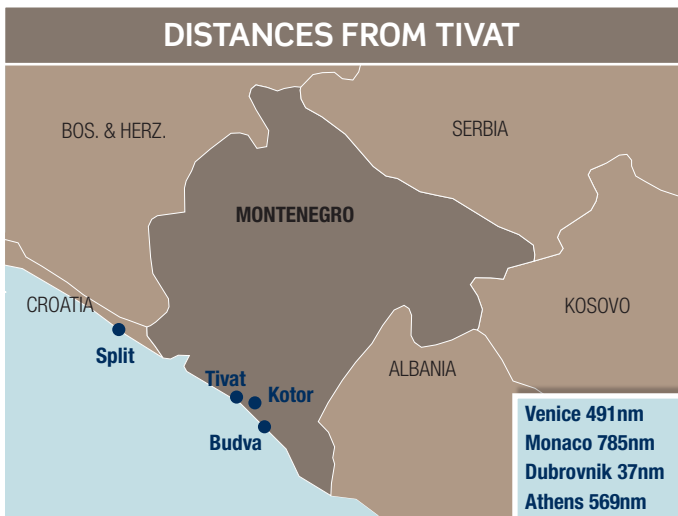 DISTANCES FROM TIVAT
BOS. & HERZ.
SERBIA
MONTENEGRO
CROATIA
KOSOVO
Split
ALBANIA
Tivat
Kotor
Budva
Venice 491nm
Monaco 785nm
Dubrovnik 37nm
Athens 569nm